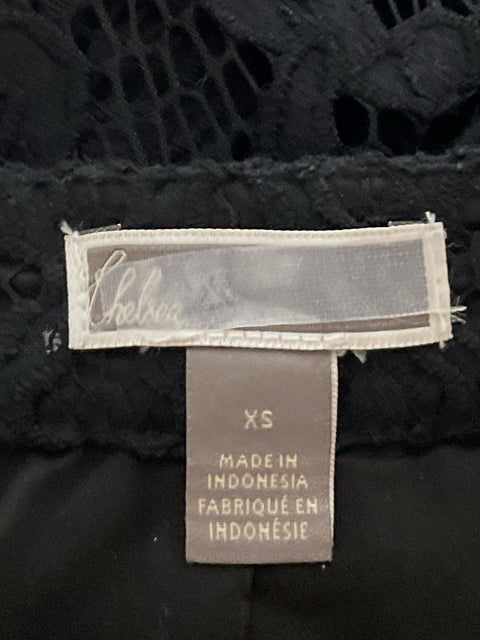 Chelsea
XS
MADE IN
INDONESIA
FABRIQUÉ EN
INDONÉSIE